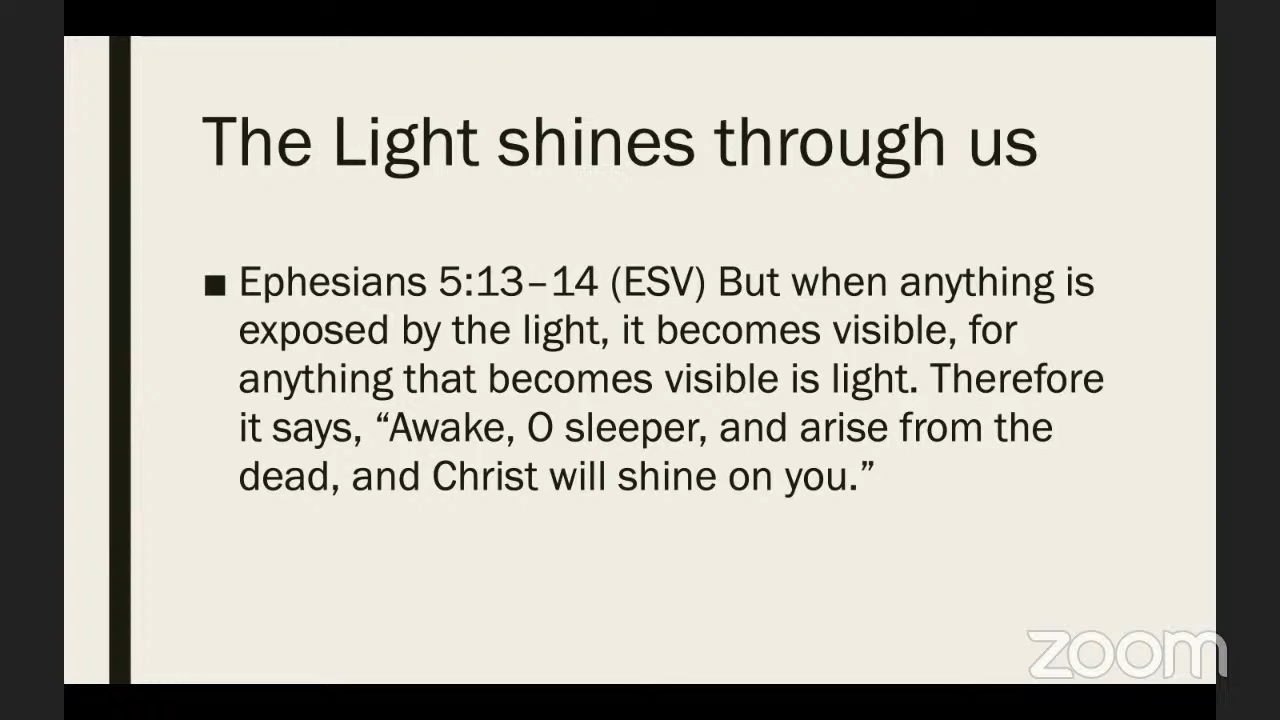 The Light shines through us
■ Ephesians 5:13–14 (ESV) But when anything is
exposed by the light, it becomes visible, for
anything that becomes visible is light. Therefore
it says, “Awake, O sleeper, and arise from the
dead, and Christ will shine on you.”
zoom